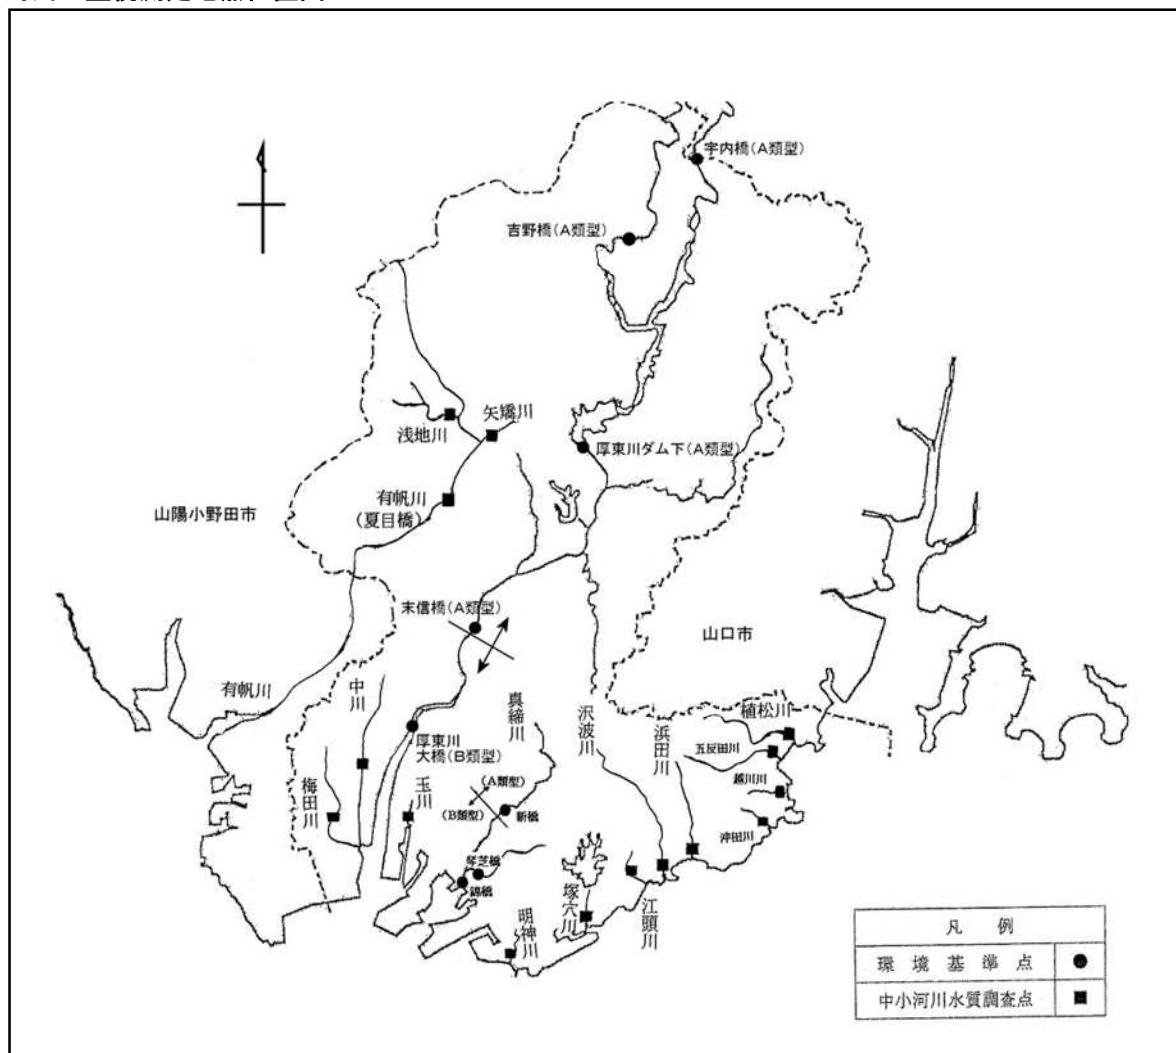 宇内橋(A類型)
吉野橋(A類型)
矢矯川
浅地川
厚東川ダム下(A類型)
有帆川
(夏目橋)
山陽小野田市
末信橋(A類型)
山口市
有帆川
中川
真締川
沢波川
浜田川
植松川
五反田川
厚東川
大橋(B類型)
梅田川
玉川
(A類型)
(B類型)
新橋
越川川
沖田川
琴芝橋
錦橋
明神川
塚穴川
江頭川
凡 例
環 境 基 準 点
中小河川水質調査点